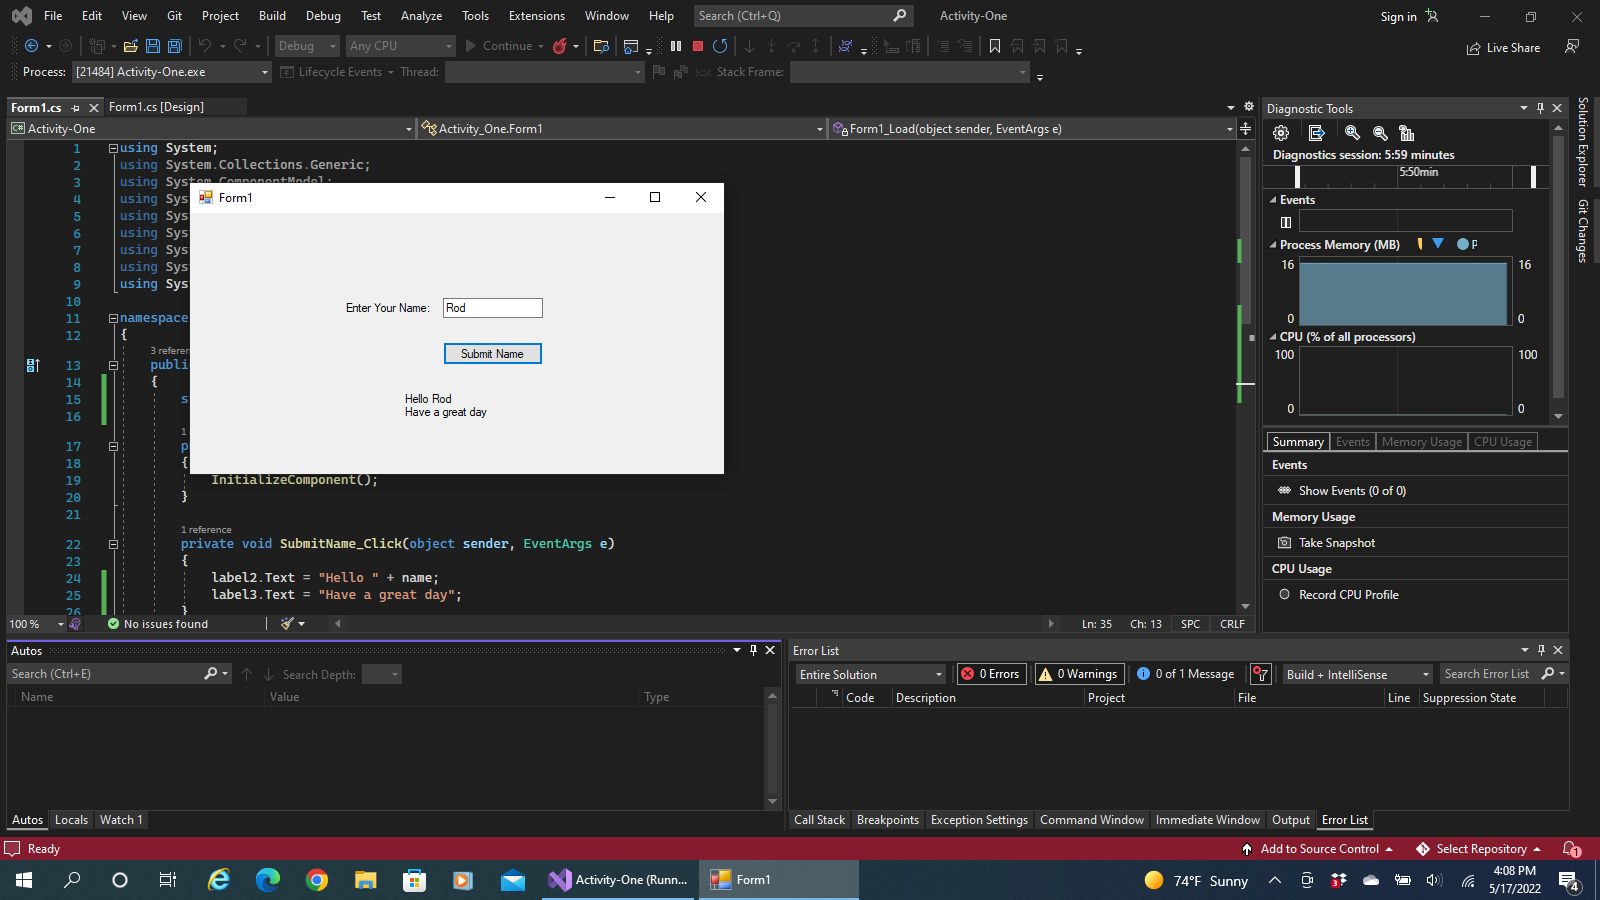 File Edit View Git Project Build Debug Test Analyze Tools Extensions Window Help Search (Ctrl+Q) Activity-One Sign in
Debug Any CPU Continue Live Share
Process: [21484] Activity-One.exe Lifecycle Events Thread: Stack Frame:
Form1.cs Form1.cs [Design]
Activity-One Activity_One.Form1 Form1_Load(object sender, EventArgs e)
1 using System;
2 using System.Collections.Generic;
3 using System.ComponentModel;
4 using Sys
5 using Sys
6 using Sys
7 using Sys
8 using Sys
9 using Sys
10
11 namespace
12 {
3 referen
13 publi
14 {
15 s
16
1
17 p
18 {
19 InitializeComponent();
20 }
21
1 reference
22 private void SubmitName_Click(object sender, EventArgs e)
23 {
24 label2.Text = "Hello " + name;
25 label3.Text = "Have a great day";
26 }
Form1
Enter Your Name: Rod
Submit Name
Hello Rod
Have a great day
100 % No issues found Ln: 35 Ch: 13 SPC CRLF
Diagnostic Tools
Diagnostics session: 5:59 minutes
5:50min
Events
Process Memory (MB) P
16 16
0 0
CPU (% of all processors)
100 100
0 0
Summary Events Memory Usage CPU Usage
Events
Show Events (0 of 0)
Memory Usage
Take Snapshot
CPU Usage
Record CPU Profile
Solution Explorer
Git Changes
Autos
Search (Ctrl+E) Search Depth:
Name Value Type
Autos Locals Watch 1
Error List
Entire Solution 0 Errors 0 Warnings 0 of 1 Message Build + IntelliSense Search Error List
Code Description Project File Line Suppression State
Call Stack Breakpoints Exception Settings Command Window Immediate Window Output Error List
Ready Add to Source Control Select Repository 1
Activity-One (Runn... Form1 74°F Sunny 3 4:08 PM
5/17/2022 4